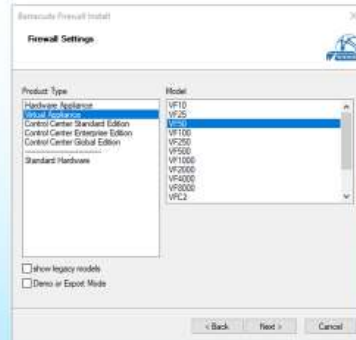 Barracuda Firewall Install
Firewall Settings
Product Type
Hardware Appliance
Virtual Appliance
Control Center Standard Edition
Control Center Enterprise Edition
Control Center Global Edition
Standard Hardware
Model
VF10
VF25
VF50
VF100
VF250
VF500
VF1000
VF2000
VF4000
VF8000
VFC2
show legacy models
Demo or Export Mode
< Back
Next >
Cancel